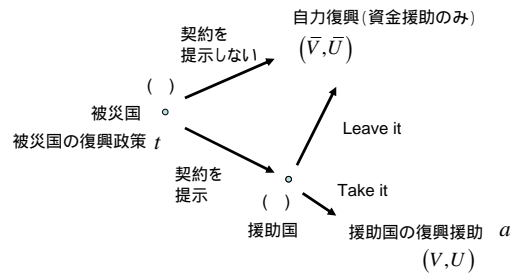 自力復興(資金援助のみ)
(V̅,U̅)
契約を
提示しない
( )
被災国
被災国の復興政策 t
Leave it
契約を
提示
( )
援助国
Take it
援助国の復興援助 a
(V,U)